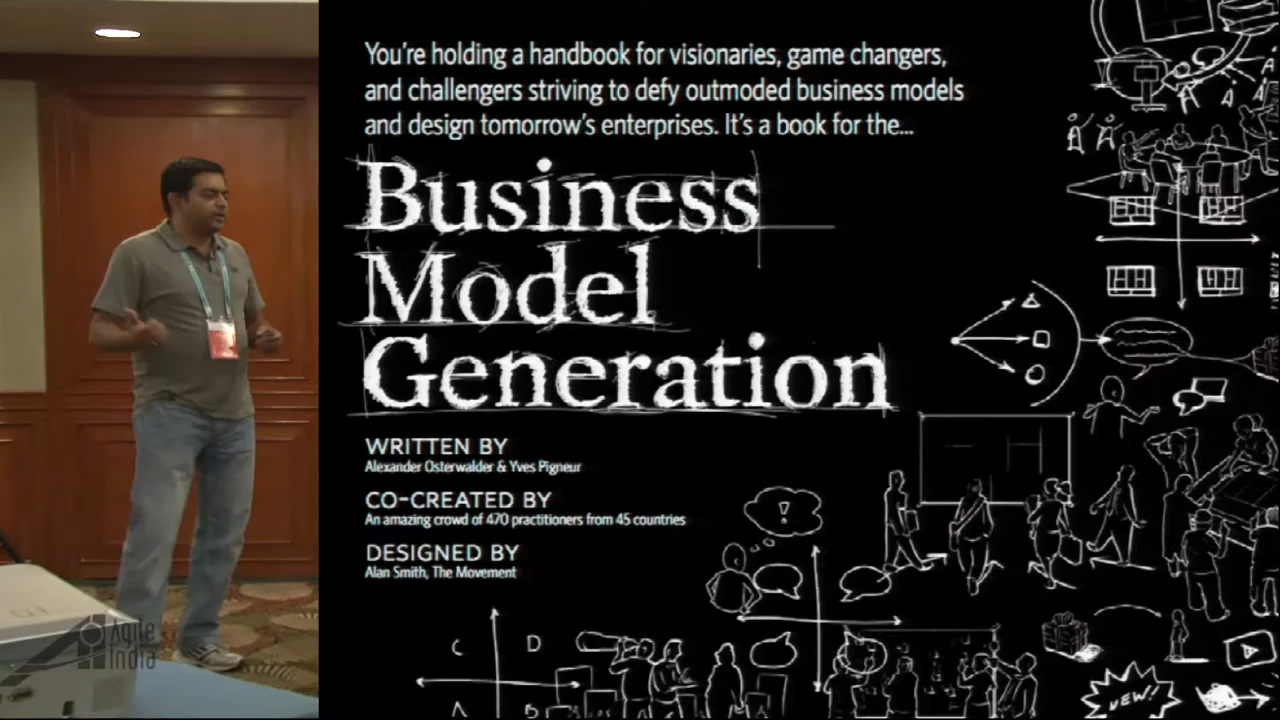 You're holding a handbook for visionaries, game changers,
and challengers striving to defy outmoded business models
and design tomorrow's enterprises. It's a book for the...
Business
Model
Generation
WRITTEN BY
Alexander Osterwalder & Yves Pigneur
CO-CREATED BY
An amazing crowd of 470 practitioners from 45 countries
DESIGNED BY
Alan Smith, The Movement
C D
A B
NEW!
Agile
India